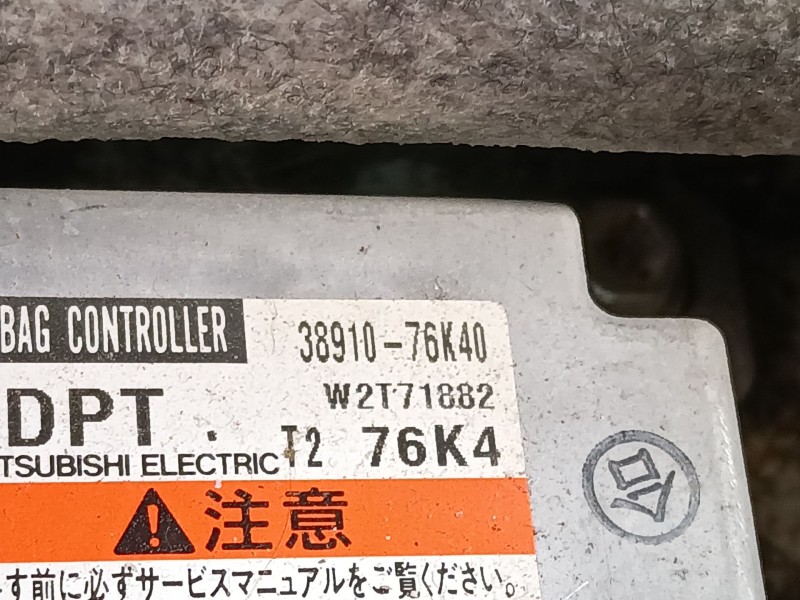 BAG CONTROLLER 38910-76K40
W2T71882
DPT. T2 76K4
TSUBISHI ELECTRIC
注意
す前に必ずサービスマニュアルをご覧ください。